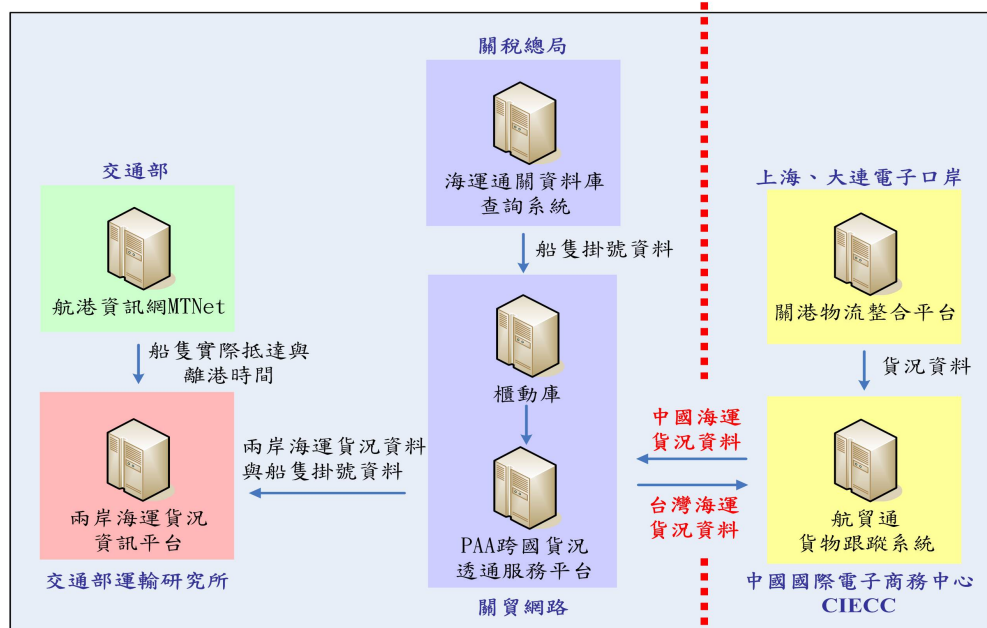 關稅總局
海運通關資料庫
查詢系統
船隻掛號資料
櫃動庫
PAA跨國貨況
透通服務平台
關貿網路
交通部
航港資訊網MTNet
船隻實際抵達與
離港時間
兩岸海運貨況
資訊平台
交通部運輸研究所
兩岸海運貨況資料
與船隻掛號資料
上海、大連電子口岸
關港物流整合平台
貨況資料
中國海運
貨況資料
台灣海運
貨況資料
航貿通
貨物跟蹤系統
中國國際電子商務中心
CIECC